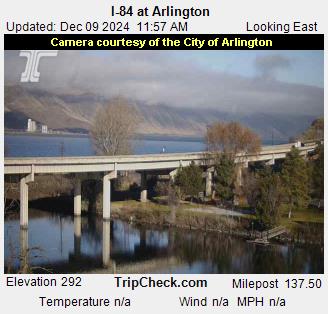 I-84 at Arlington
Updated: Dec 09 2024 11:57 AM Looking East
Camera courtesy of the City of Arlington
Elevation 292 TripCheck.com Milepost 137.50
Temperature n/a Wind n/a MPH n/a